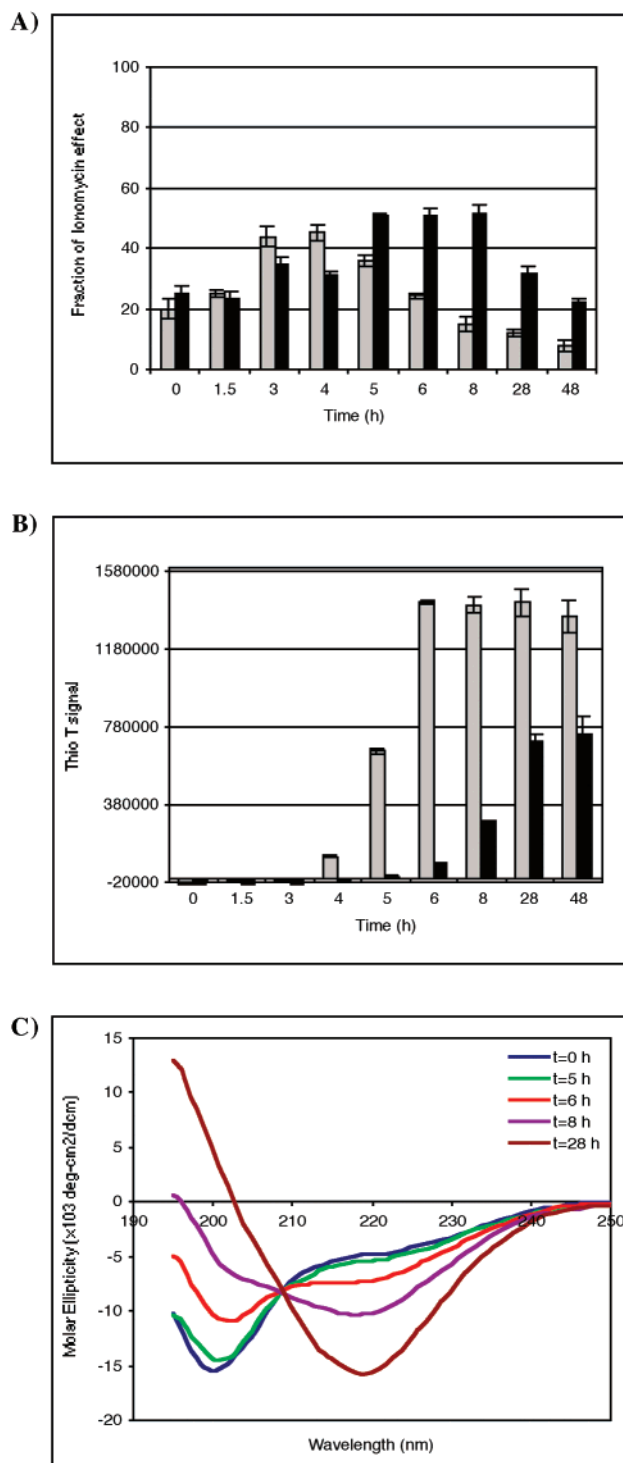 A)
Fraction of Ionomycin effect
100
80
60
40
20
0
0 1.5 3 4 5 6 8 28 48
Time (h)
B)
Thio T signal
1580000
1180000
780000
380000
-20000
0 1.5 3 4 5 6 8 28 48
Time (h)
C)
Molar Ellipticity [x103 deg-cm2/dcm]
15
10
5
0
-5
-10
-15
-20
190 200 210 220 230 240 250
t=0 h
t=5 h
t=6 h
t=8 h
t=28 h
Wavelength (nm)